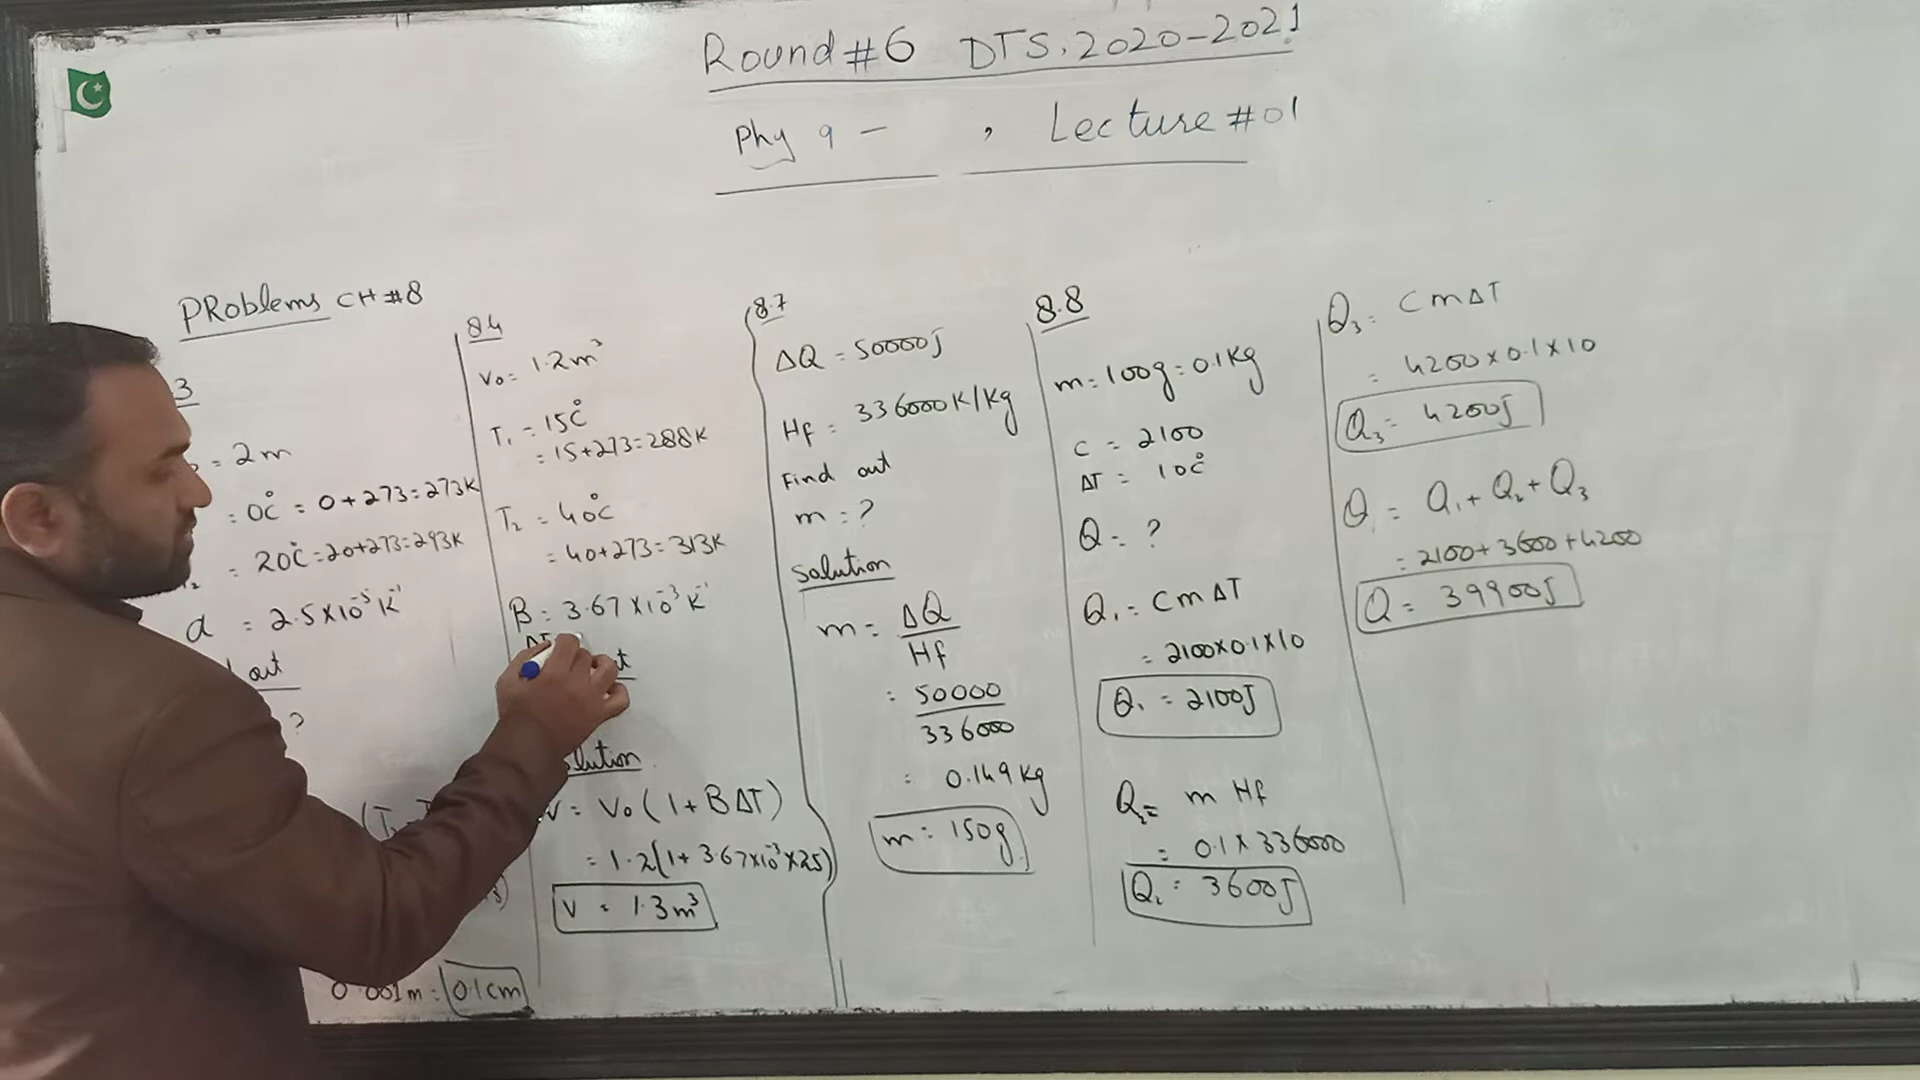 Round #6 DTS. 2020-2021
Phy 9 - , Lecture #01
PRoblems CH #8
3
= 2m
= 0°C = 0+273=273K
= 20°C=20+273=293K
α = 2.5×10⁻⁵ K⁻¹
out
?
0.001m = 0.1cm
8.4
V₀= 1.2m³
T₁ = 15°C
= 15+273=288K
T₂ = 40°C
= 40+273=313K
β = 3.67×10⁻³ K⁻¹
lution
V = V₀(1+BΔT)
= 1.2(1+3.67×10⁻³×25)
V = 1.3m³
8.7
ΔQ = 50000J
Hf = 336000K/Kg
Find out
m = ?
Solution
m = ΔQ
Hf
= 50000
336000
= 0.149Kg
m = 150g
8.8
m=100g=0.1Kg
C = 2100
ΔT = 10°C
Q = ?
Q₁ = CmΔT
= 2100×0.1×10
Q₁ = 2100J
Q₂= m Hf
= 0.1×336000
Q₂ = 3600J
Q₃ = CmΔT
= 4200×0.1×10
Q₃ = 4200J
Q = Q₁+Q₂+Q₃
= 2100+3600+4200
Q = 39900J